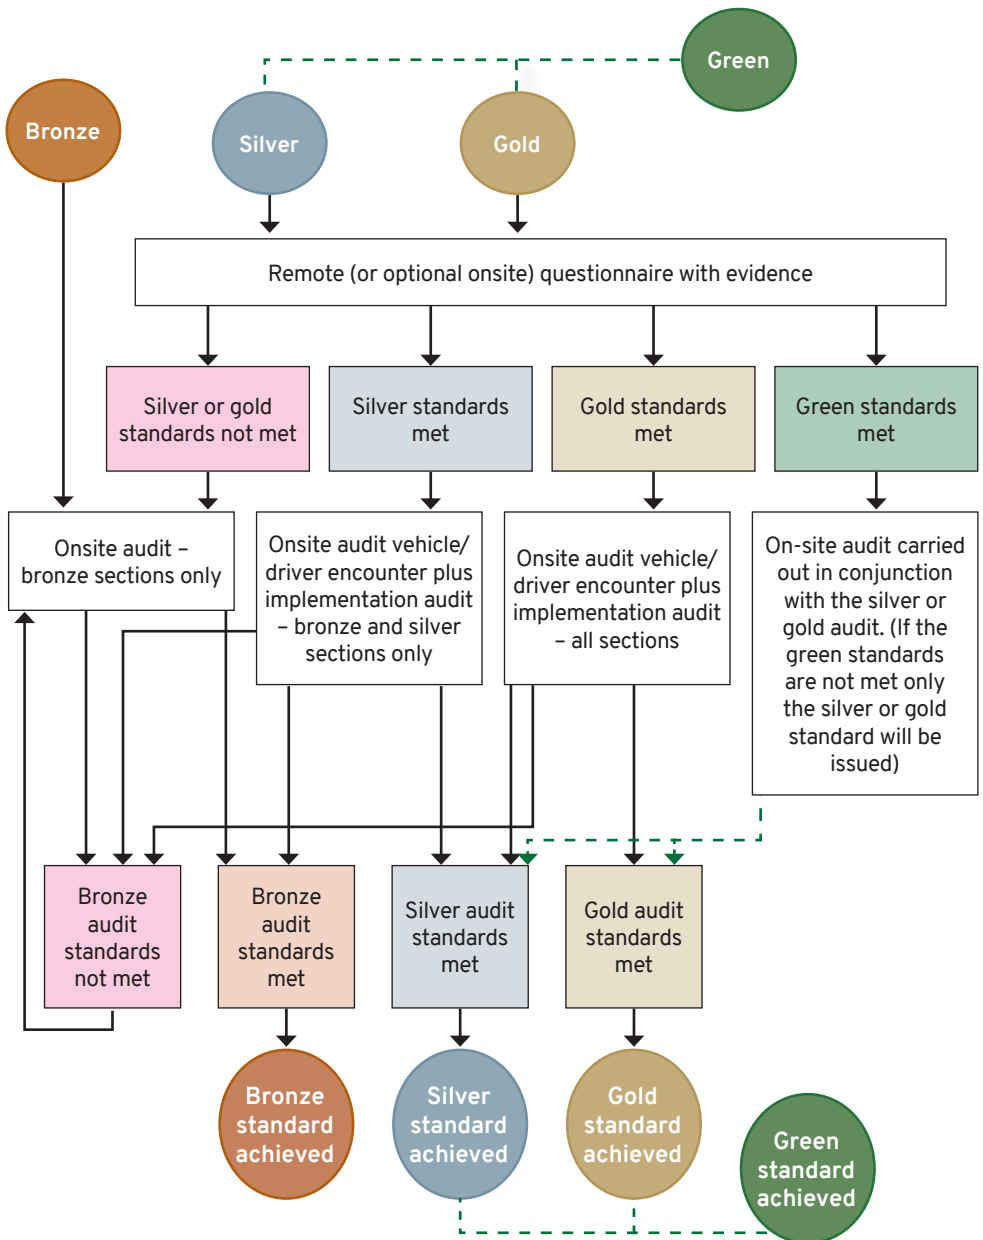 Green
Bronze
Silver
Gold
Remote (or optional onsite) questionnaire with evidence
Silver or gold
standards not met
Silver standards
met
Gold standards
met
Green standards
met
Onsite audit –
bronze sections only
Onsite audit vehicle/
driver encounter plus
implementation audit
– bronze and silver
sections only
Onsite audit vehicle/
driver encounter plus
implementation audit
– all sections
On-site audit carried
out in conjunction
with the silver or
gold audit. (If the
green standards
are not met only
the silver or gold
standard will be
issued)
Bronze
audit
standards
not met
Bronze
audit
standards
met
Silver audit
standards
met
Gold audit
standards
met
Bronze
standard
achieved
Silver
standard
achieved
Gold
standard
achieved
Green
standard
achieved